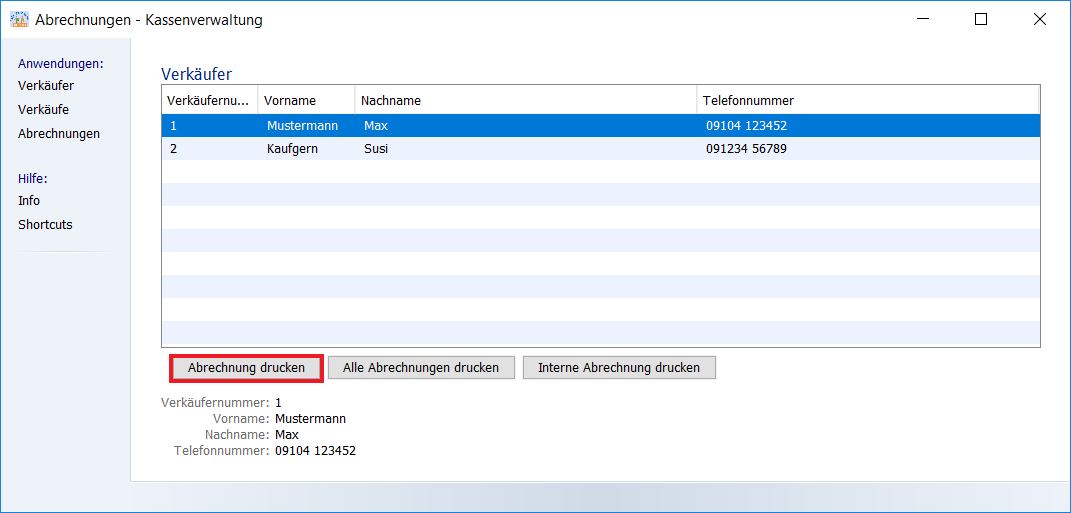 Abrechnungen - Kassenverwaltung
Anwendungen:
Verkäufer
Verkäufe
Abrechnungen
Hilfe:
Info
Shortcuts
Verkäufer
Verkäufernu... Vorname Nachname Telefonnummer
1 Mustermann Max 09104 123452
2 Kaufgern Susi 091234 56789
Abrechnung drucken Alle Abrechnungen drucken Interne Abrechnung drucken
Verkäufernummer: 1
Vorname: Mustermann
Nachname: Max
Telefonnummer: 09104 123452